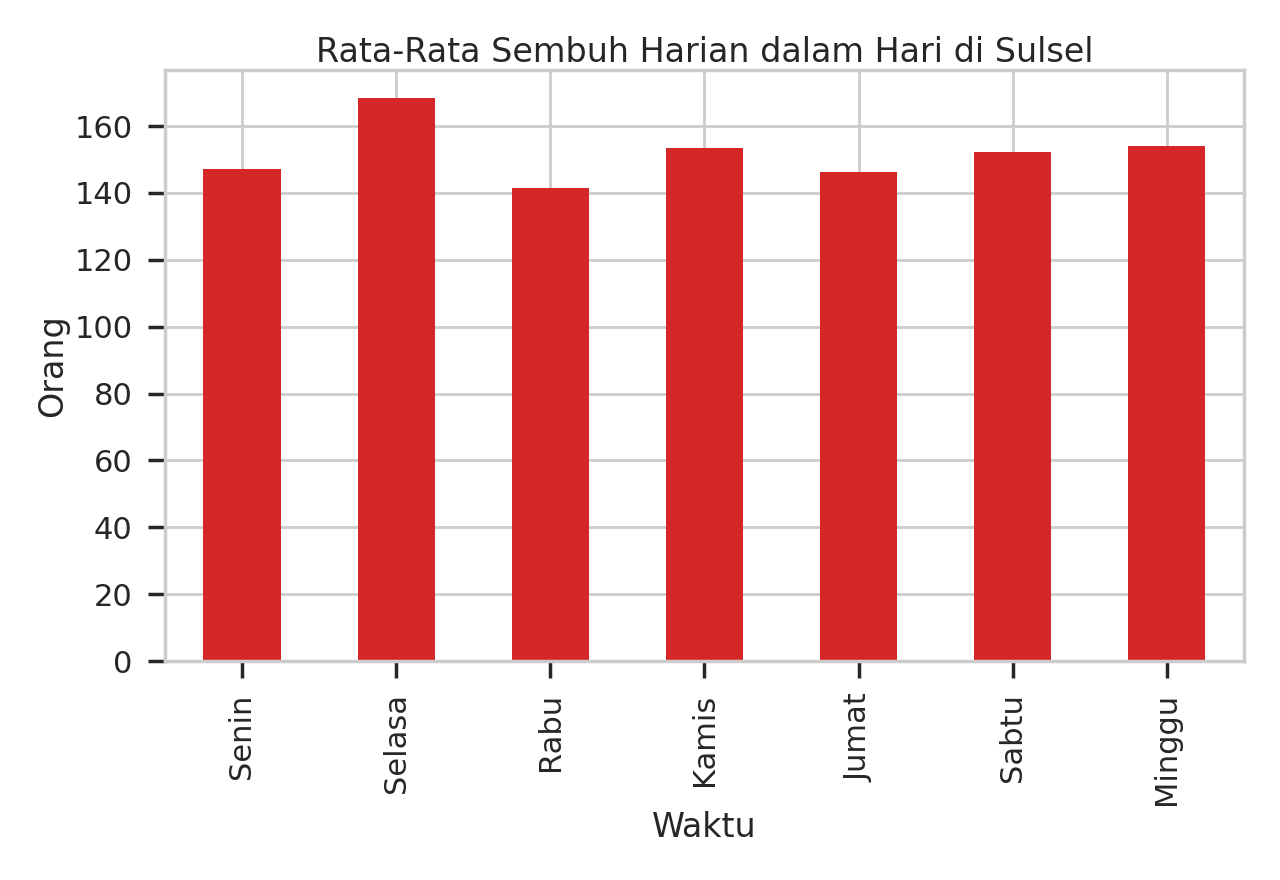 Rata-Rata Sembuh Harian dalam Hari di Sulsel
Orang
160
140
120
100
80
60
40
20
0
Senin
Selasa
Rabu
Kamis
Jumat
Sabtu
Minggu
Waktu